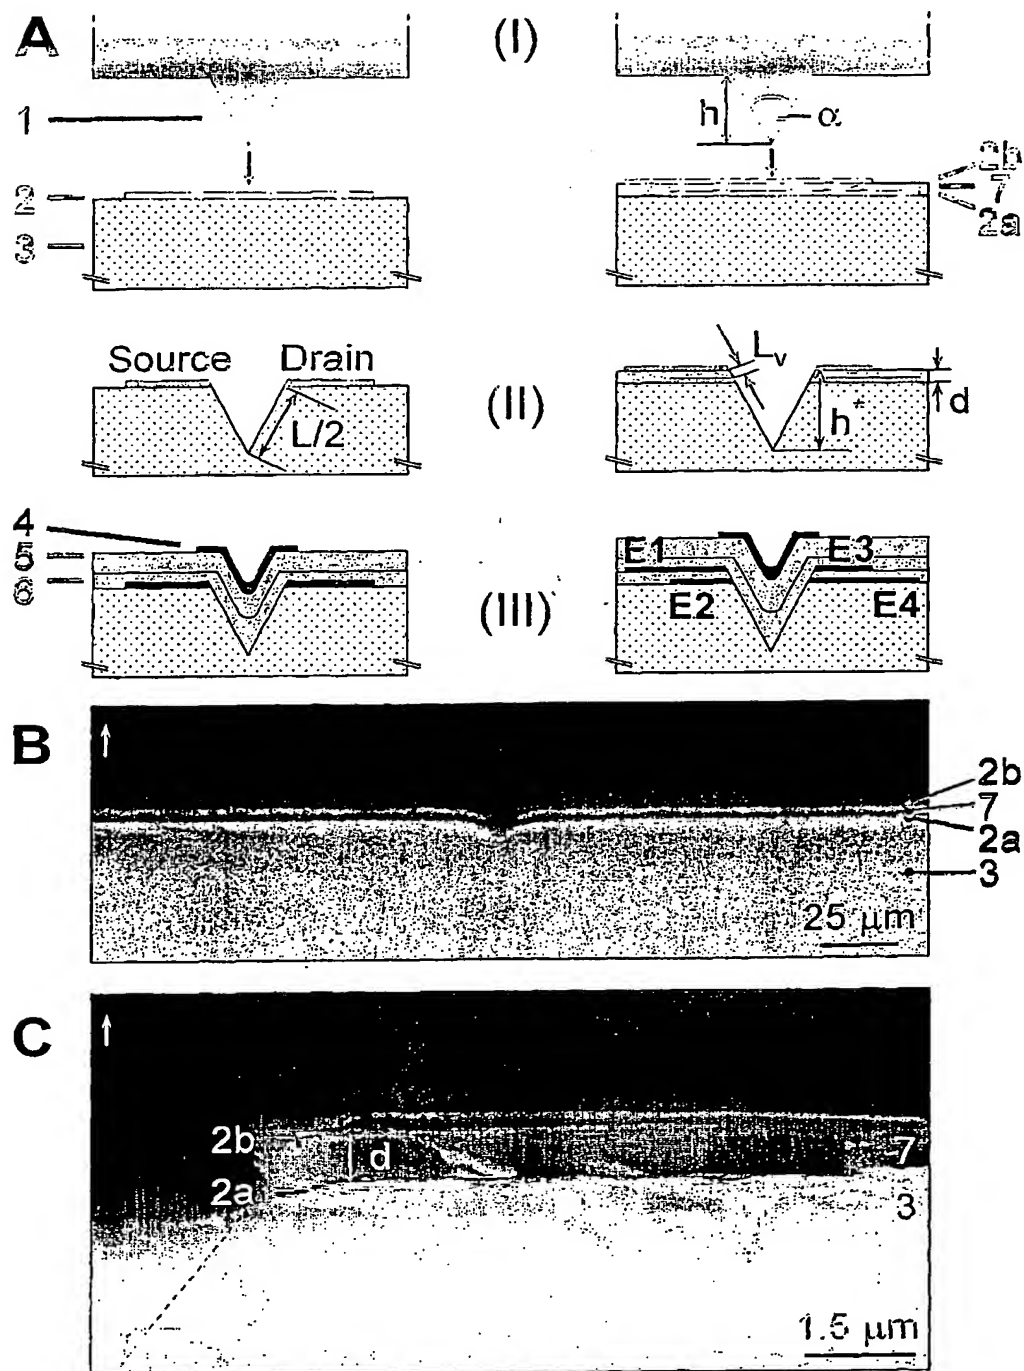 A
(I)
1
h
α
2
3
2b
7
2a
Source
Drain
L/2
(II)
Lv
h*
d
4
5
6
(III)
E1
E3
E2
E4
B
2b
7
2a
3
25 μm
C
2b
d
2a
7
3
1.5 μm